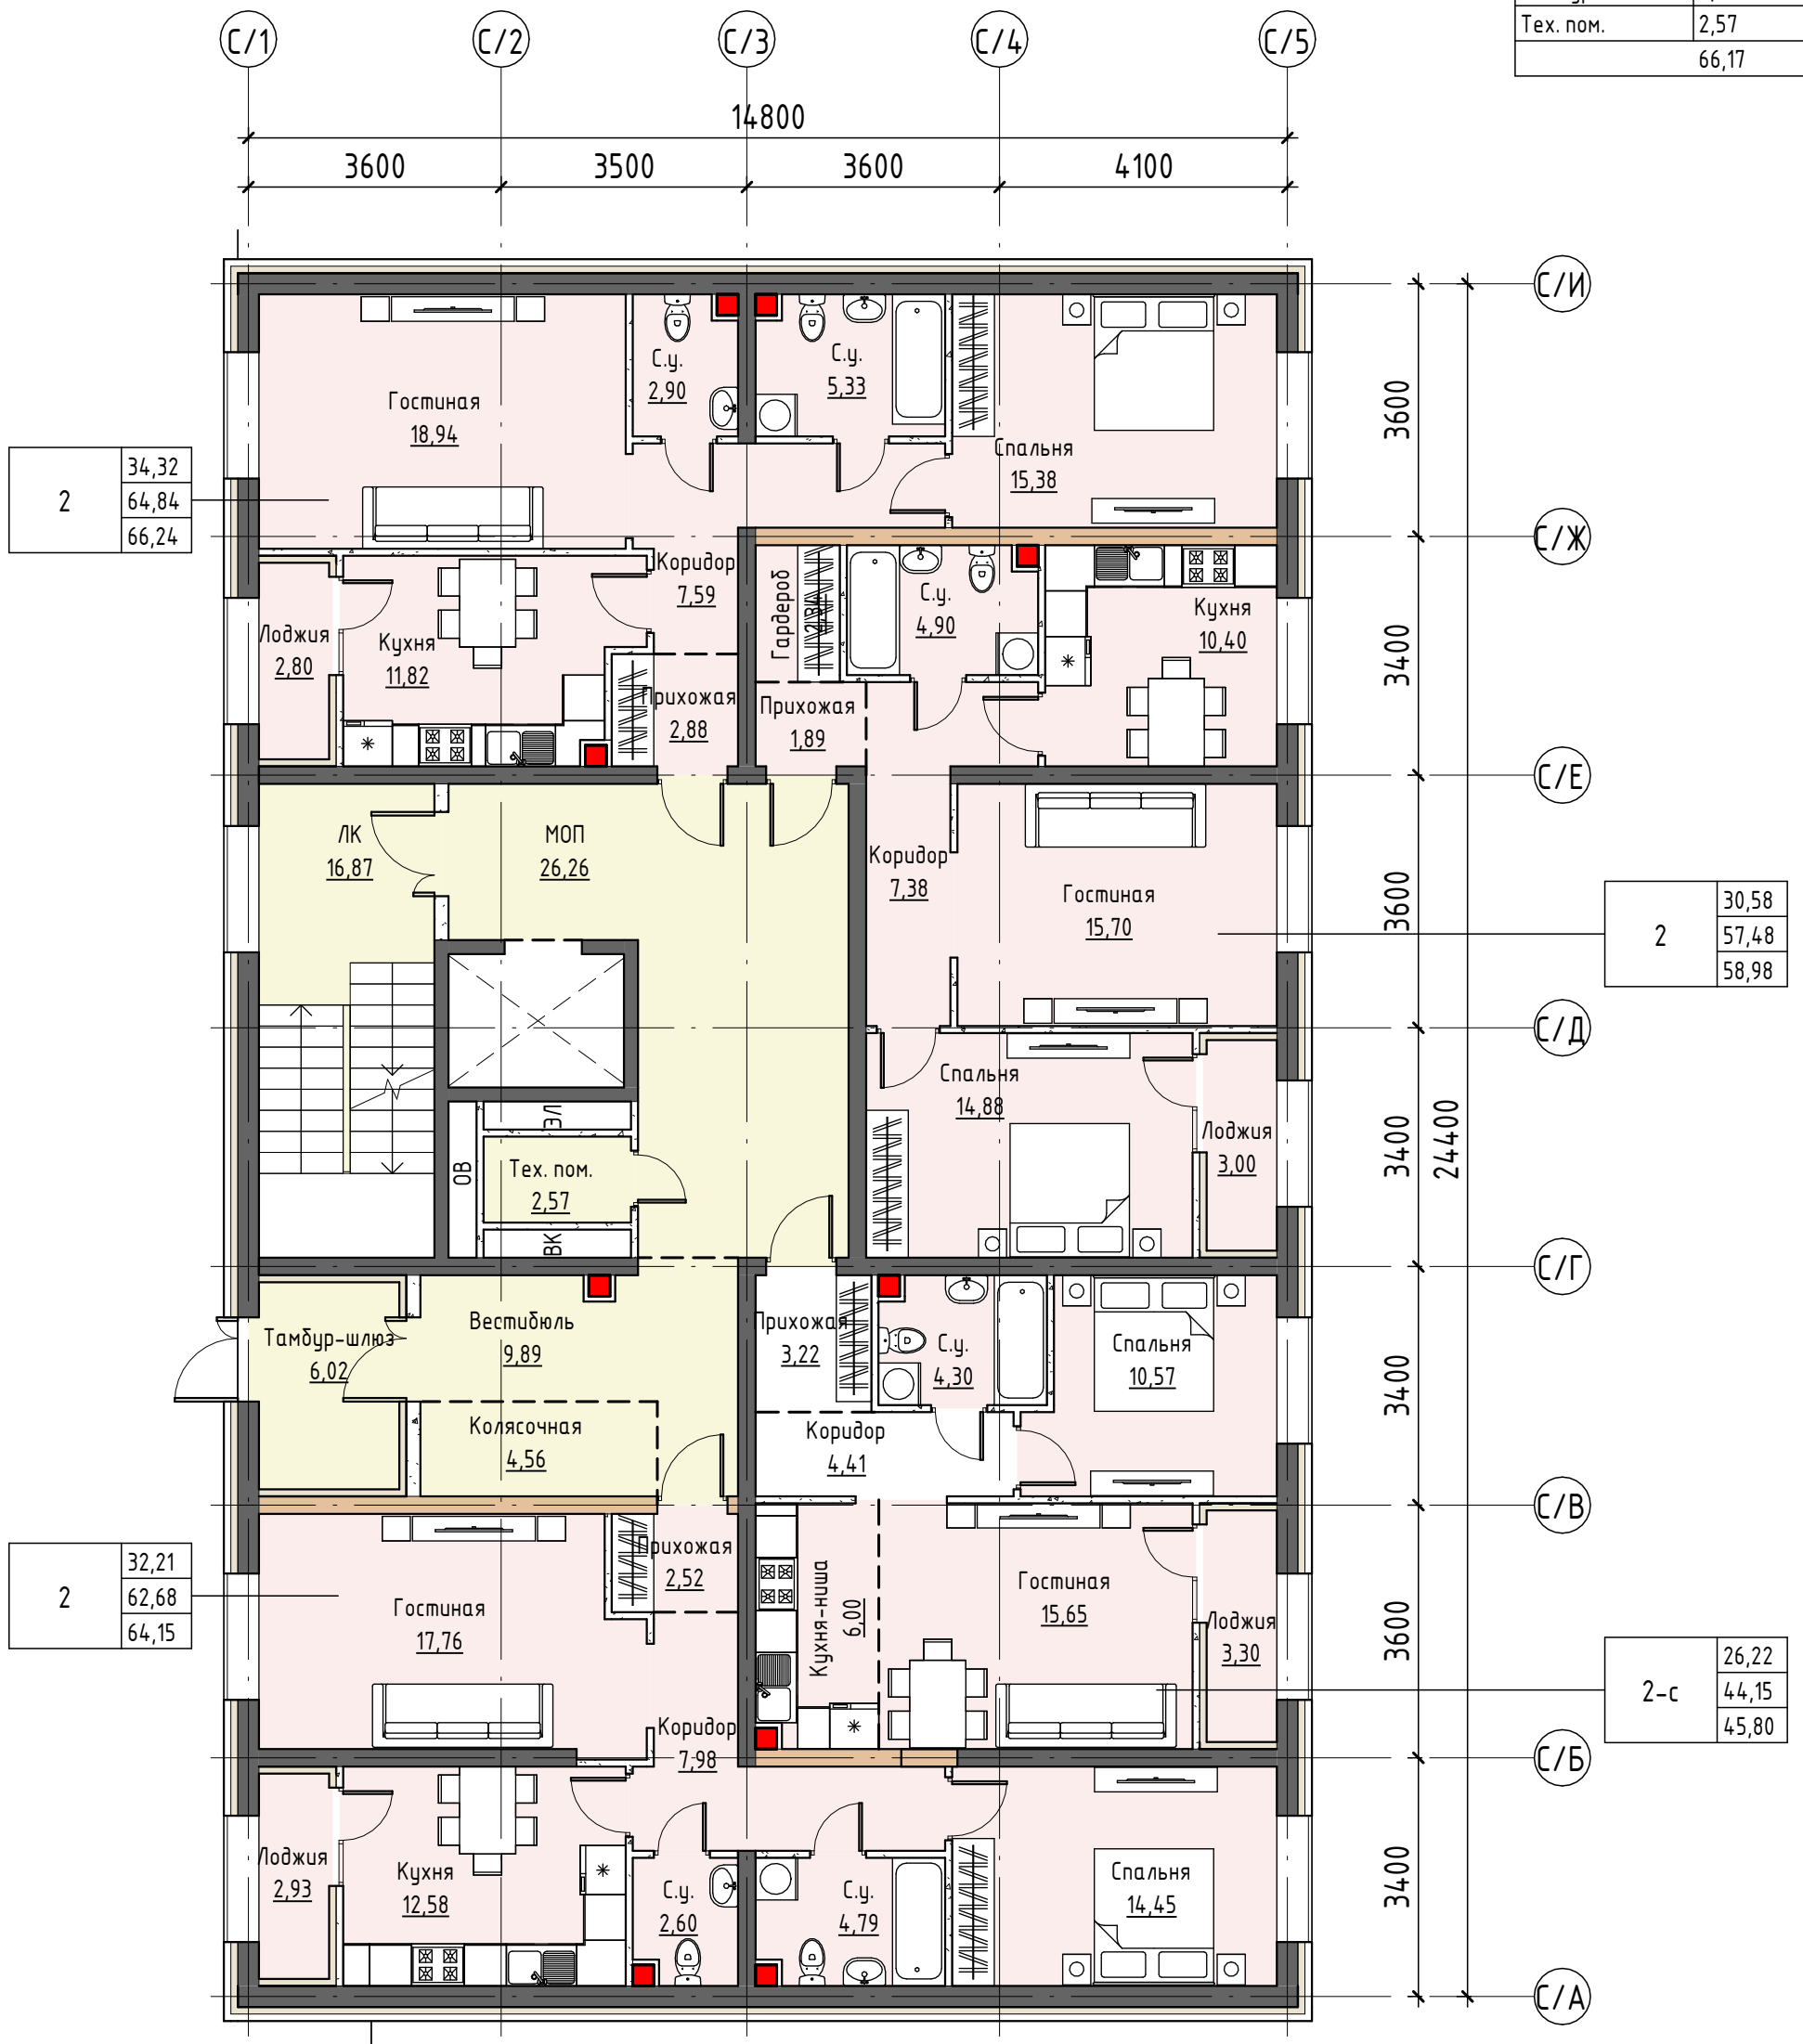 Тех. пом. 2,57
66,17
С/1 С/2 С/3 С/4 С/5
14800
3600 3500 3600 4100
С/И
С/Ж
С/Е
С/Д
С/Г
С/В
С/Б
С/А
3600
3400
3600
3400
3400
3600
3400
24400
2
34,32
64,84
66,24
Гостиная
18,94
С.у.
2,90
С.у.
5,33
Спальня
15,38
Коридор
7,59
Лоджия
2,80
Кухня
11,82
Прихожая
2,88
Гардероб
С.у.
4,90
Кухня
10,40
Прихожая
1,89
ЛК
16,87
МОП
26,26
Коридор
7,38
Гостиная
15,70
2
30,58
57,48
58,98
Спальня
14,88
Лоджия
3,00
ЭЛ
ОВ
Тех. пом.
2,57
ВК
Тамбур-шлюз
6,02
Вестибюль
9,89
Колясочная
4,56
Прихожая
3,22
С.у.
4,30
Спальня
10,57
Коридор
4,41
2
32,21
62,68
64,15
Прихожая
2,52
Гостиная
17,76
Кухня-ниша
6,00
Гостиная
15,65
Лоджия
3,30
2-с
26,22
44,15
45,80
Коридор
7,98
Лоджия
2,93
Кухня
12,58
С.у.
2,60
С.у.
4,79
Спальня
14,45